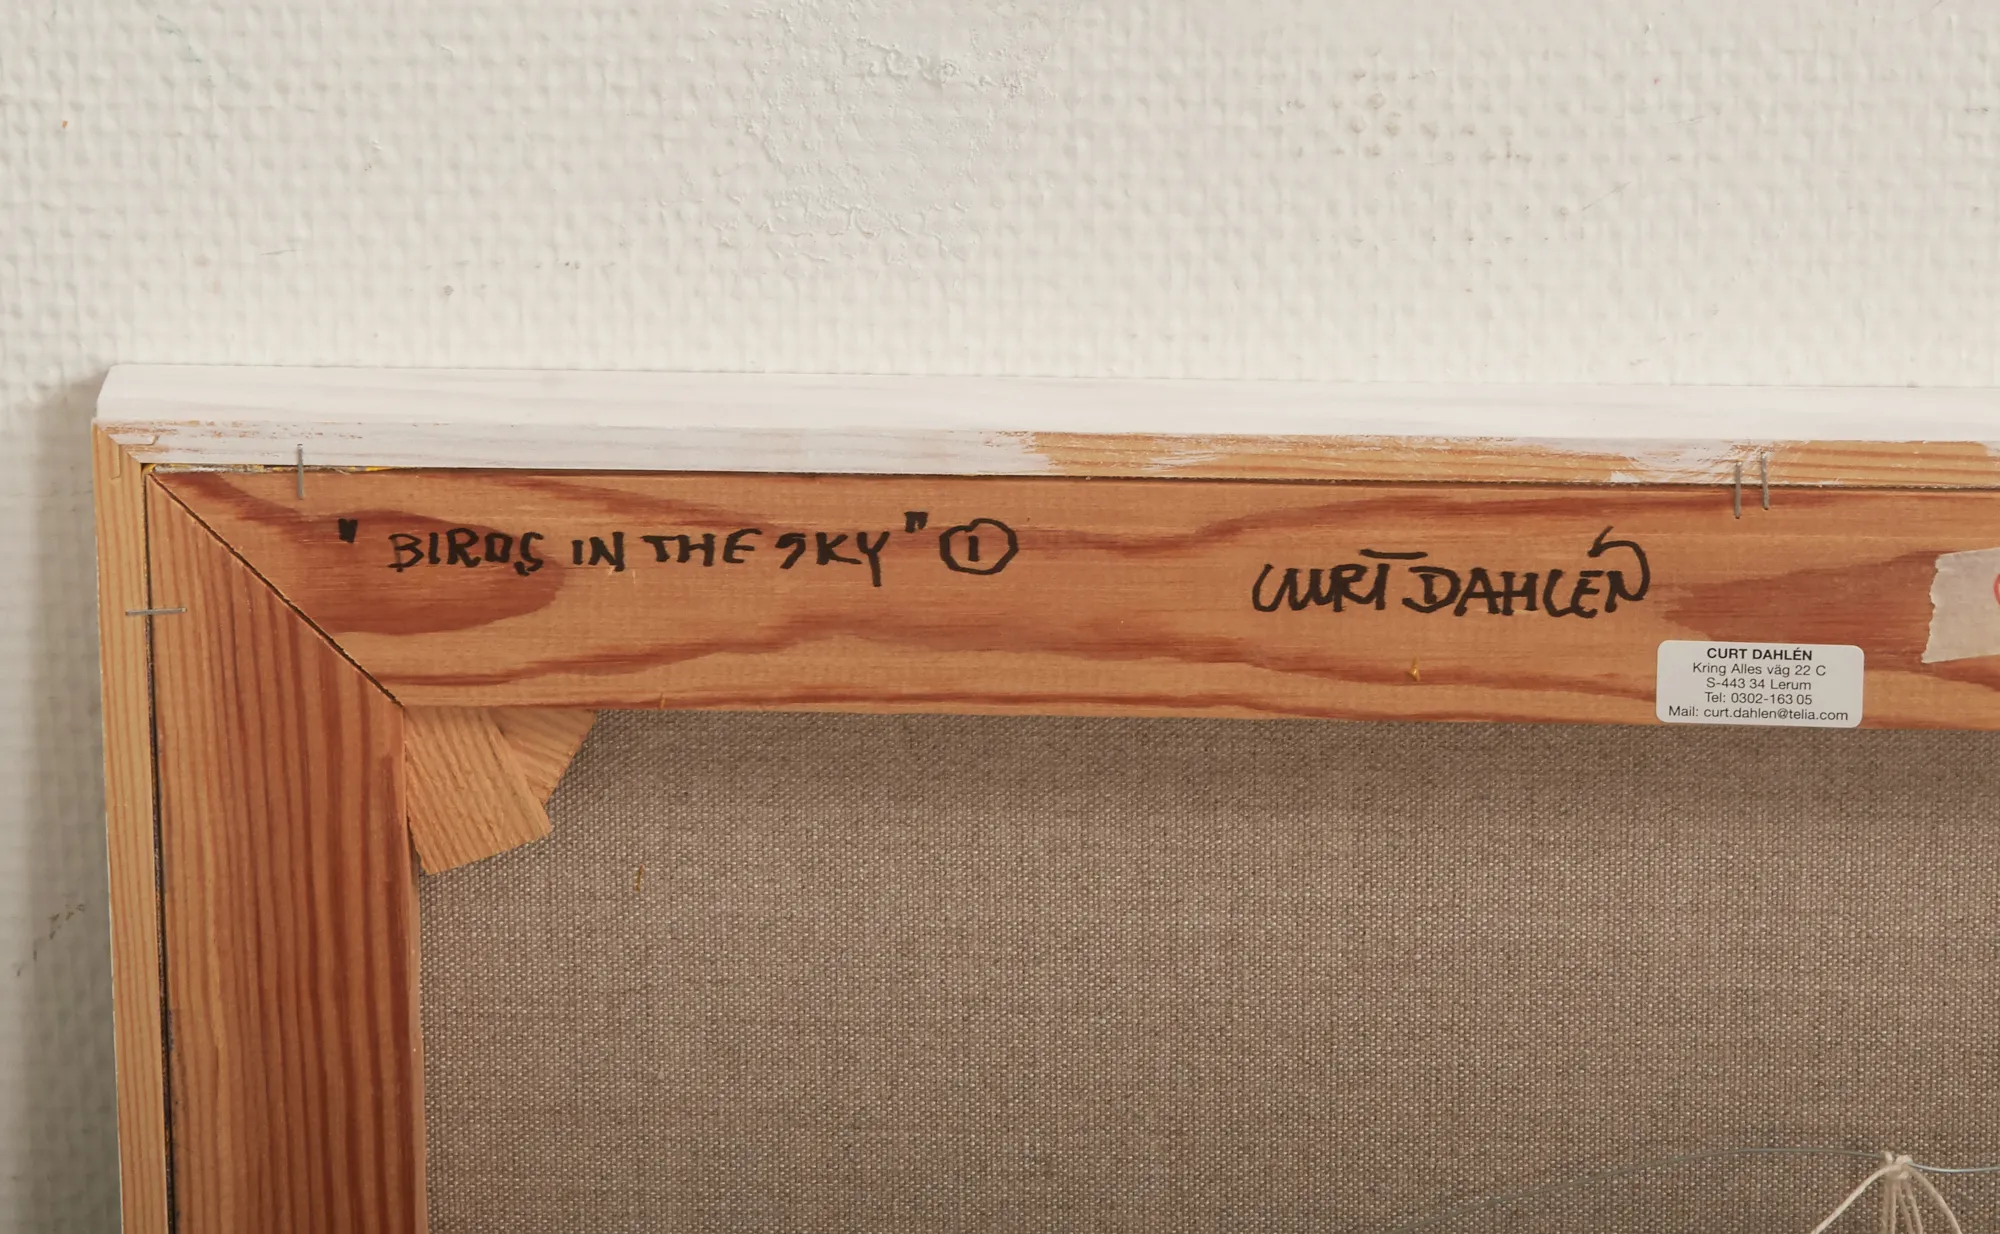 "BIRDS IN THE SKY" ①
CURT DAHLÉN
CURT DAHLÉN
Kring Alles väg 22 C
S-443 34 Lerum
Tel: 0302-163 05
Mail: curt.dahlen@telia.com